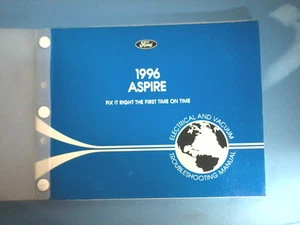 Ford
1996
ASPIRE
FIX IT RIGHT THE FIRST TIME ON TIME
ELECTRICAL AND VACUUM
TROUBLESHOOTING MANUAL